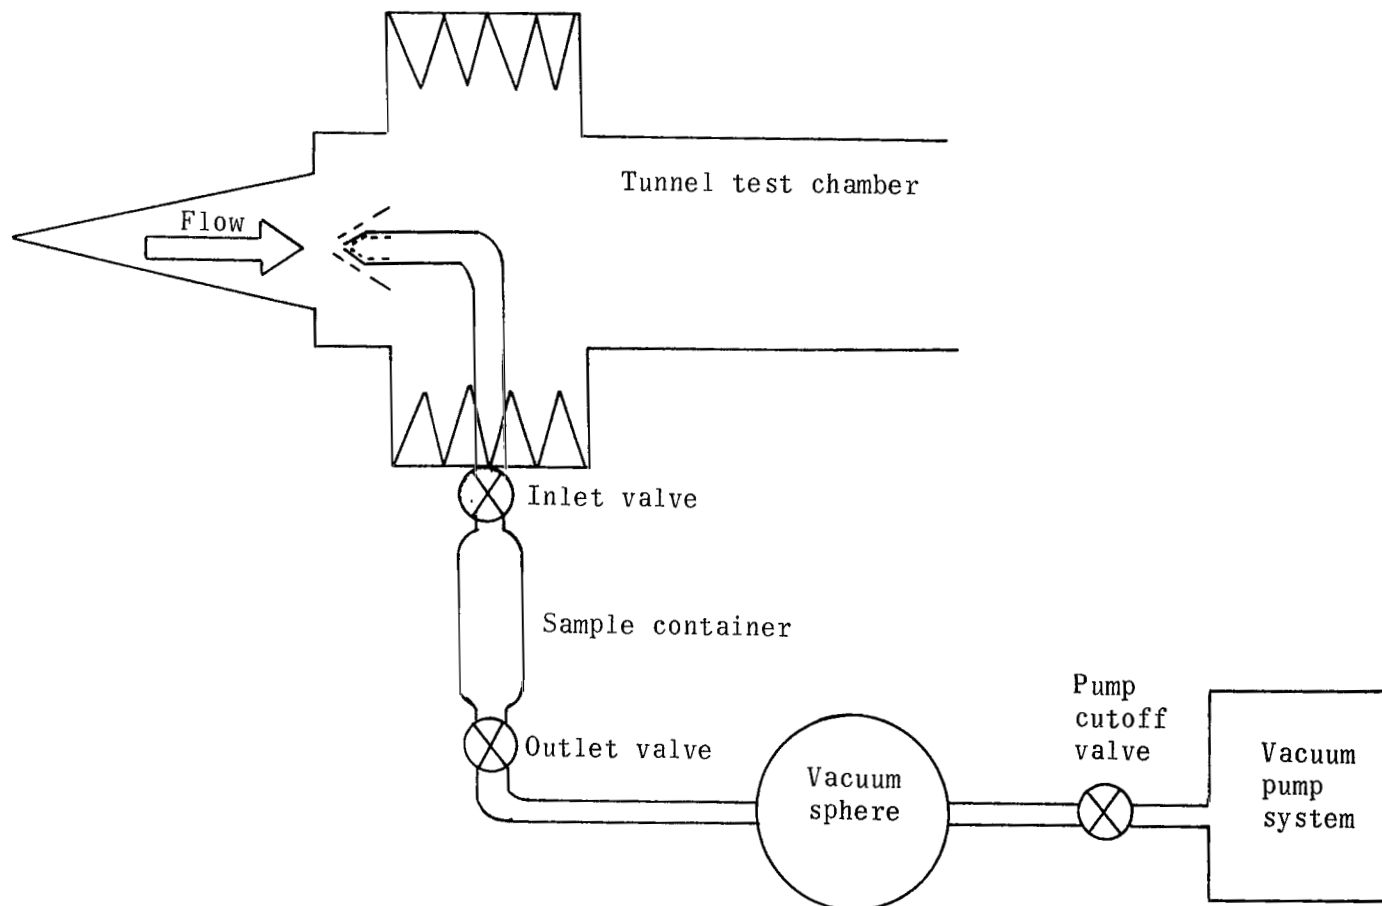 Tunnel test chamber
Flow
Inlet valve
Sample container
Outlet valve
Pump
cutoff
valve
Vacuum
sphere
Vacuum
pump
system